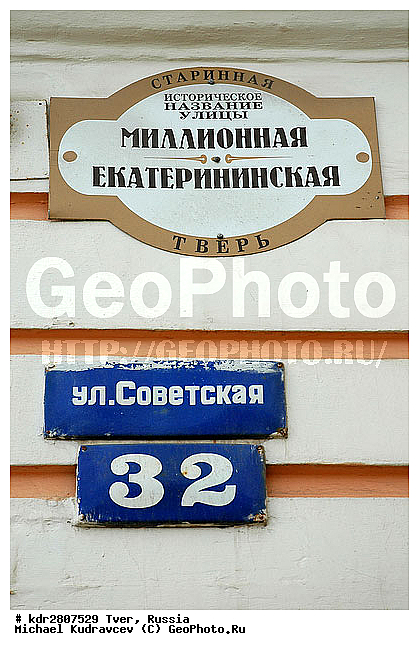 СТАРИННАЯ
ИСТОРИЧЕСКОЕ
НАЗВАНИЕ
УЛИЦЫ
МИЛЛИОННАЯ
ЕКАТЕРИНИНСКАЯ
ТВЕРЬ
GeoPhoto
HTTP://GEOPHOTO.RU/
ул.Советская
32
# kdr2807529 Tver, Russia
Michael Kudravcev (C) GeoPhoto.Ru